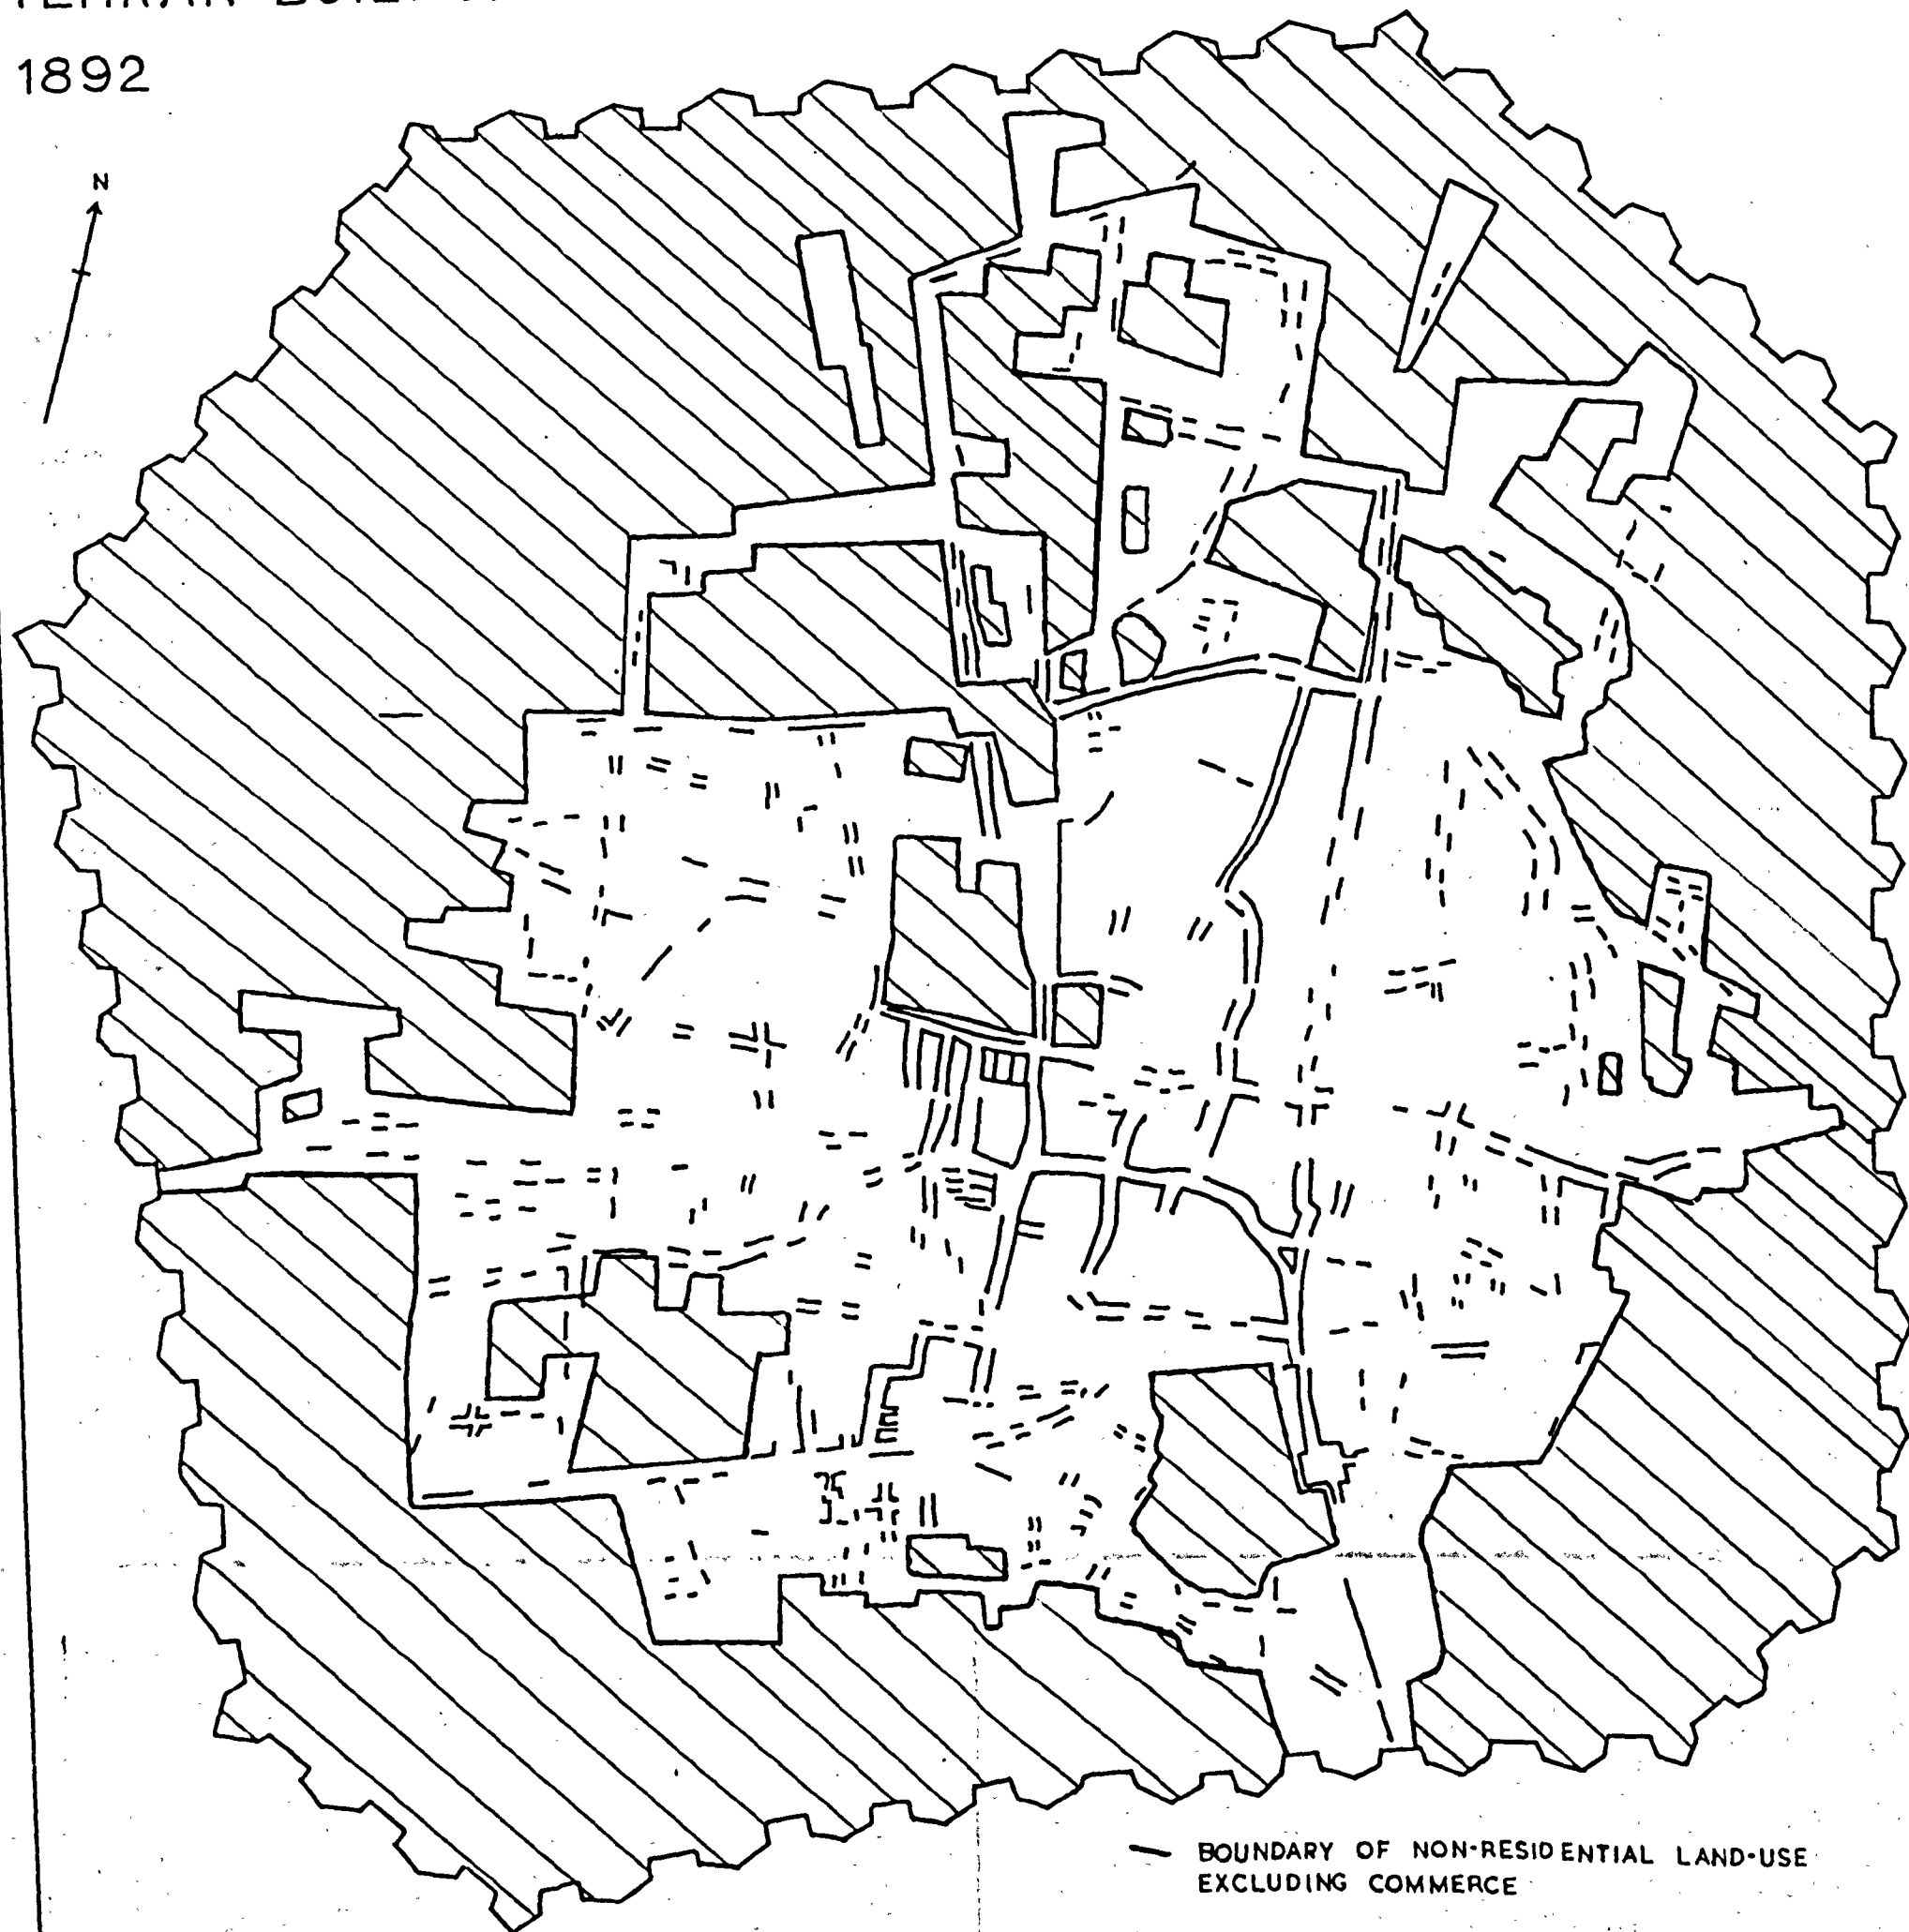 1892
N
BOUNDARY OF NON-RESIDENTIAL LAND-USE
EXCLUDING COMMERCE